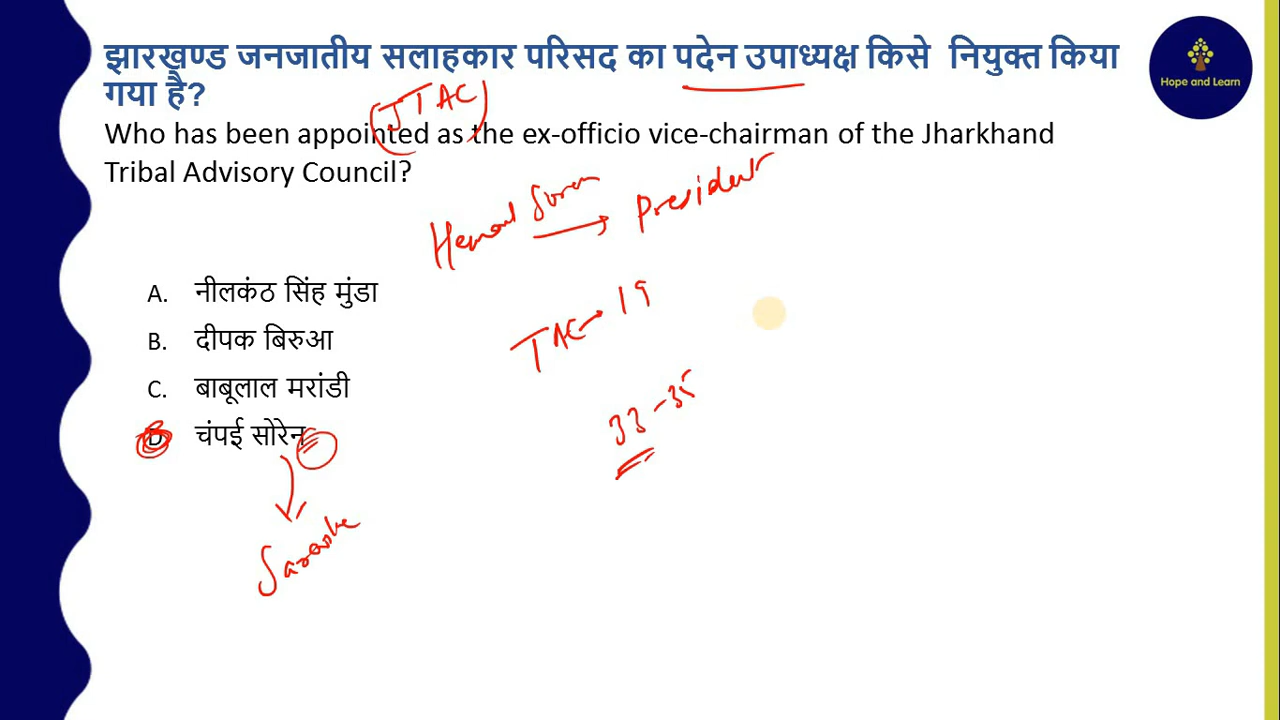 झारखण्ड जनजातीय सलाहकार परिसद का पदेन उपाध्यक्ष किसे नियुक्त किया
गया है?
(JTAC)
Who has been appointed as the ex-officio vice-chairman of the Jharkhand
Tribal Advisory Council?
Hope and Learn
Hemant Soren → President
A. नीलकंठ सिंह मुंडा
TAC → 19
B. दीपक बिरुआ
C. बाबूलाल मरांडी
33-35
D. चंपई सोरेन